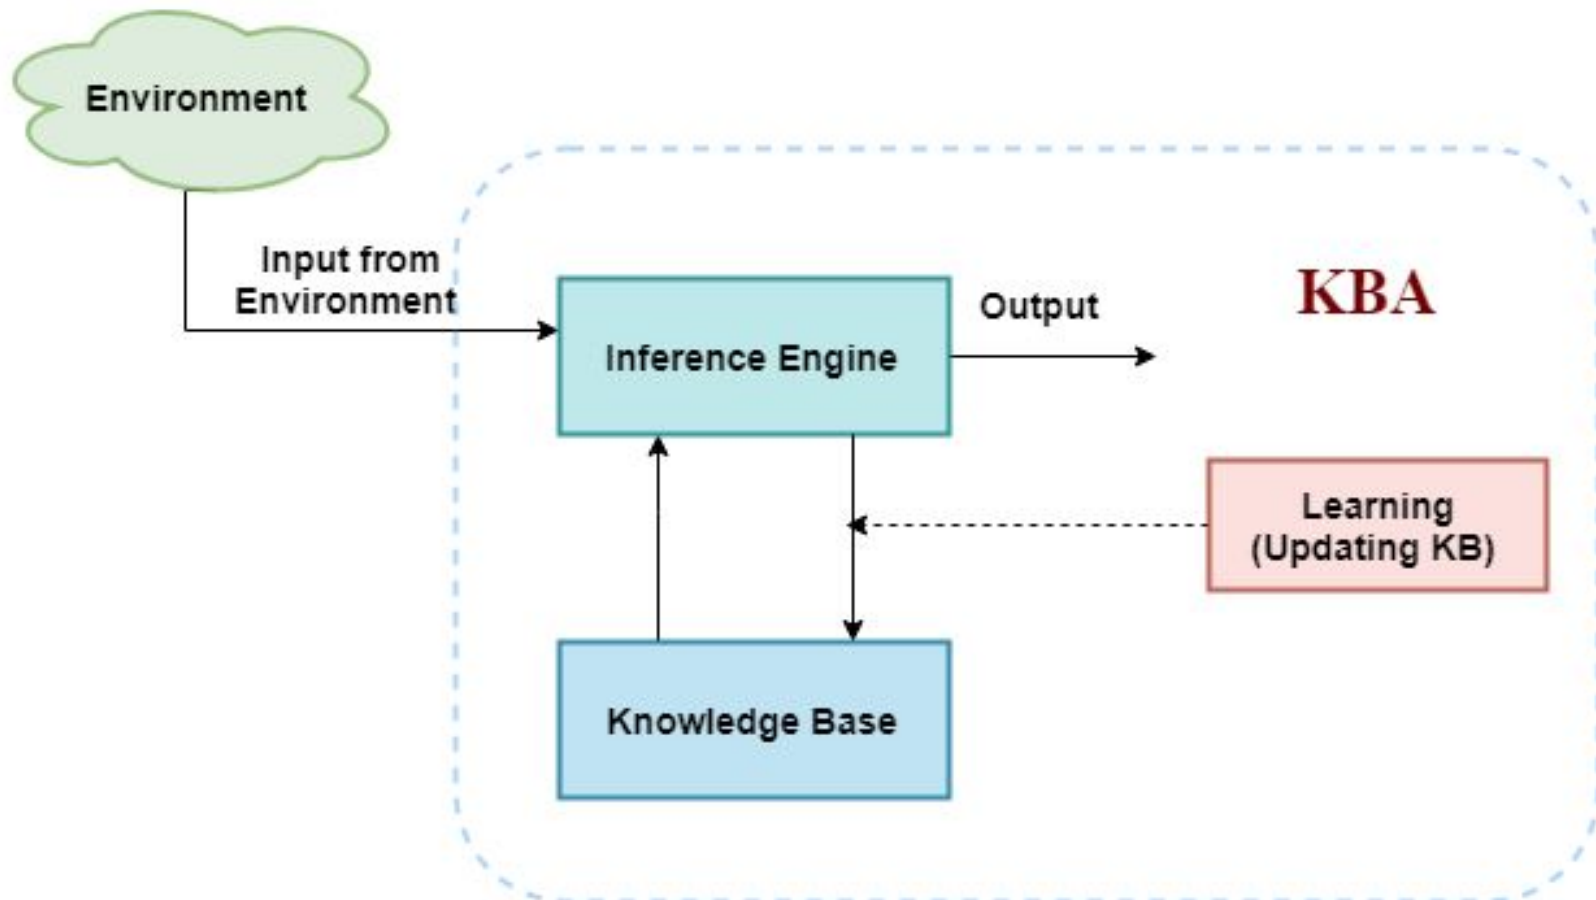 Environment
Input from
Environment
Inference Engine
Output
KBA
Learning
(Updating KB)
Knowledge Base